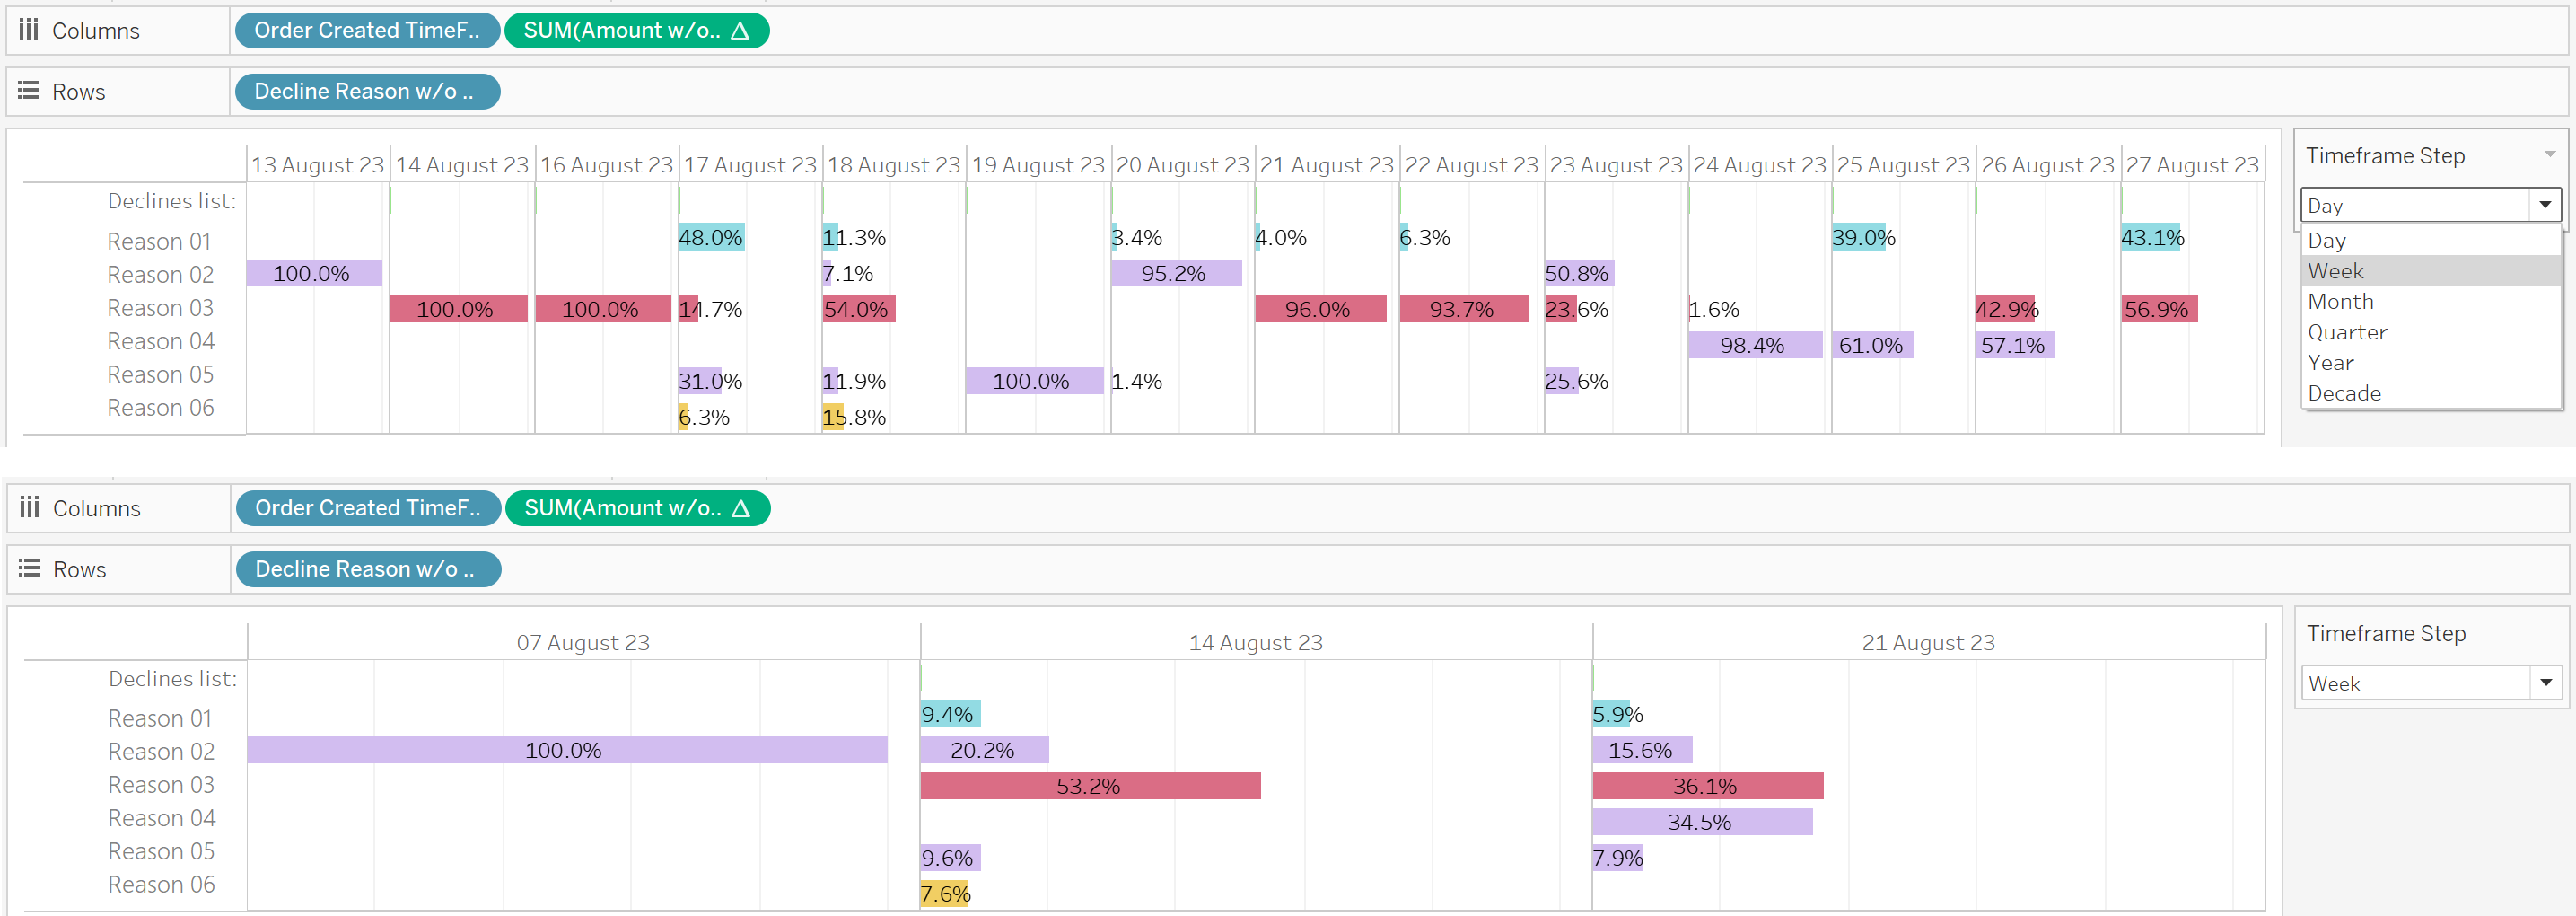 Columns Order Created TimeF.. SUM(Amount w/o.. Δ
Rows Decline Reason w/o ..
13 August 23 14 August 23 16 August 23 17 August 23 18 August 23 19 August 23 20 August 23 21 August 23 22 August 23 23 August 23 24 August 23 25 August 23 26 August 23 27 August 23
Declines list:
Reason 01 48.0% 11.3% 3.4% 4.0% 6.3% 39.0% 43.1%
Reason 02 100.0% 7.1% 95.2% 50.8%
Reason 03 100.0% 100.0% 14.7% 54.0% 96.0% 93.7% 23.6% 1.6% 42.9% 56.9%
Reason 04 98.4% 61.0% 57.1%
Reason 05 31.0% 11.9% 100.0% 1.4% 25.6%
Reason 06 6.3% 15.8%
Timeframe Step
Day
Day
Week
Month
Quarter
Year
Decade
Columns Order Created TimeF.. SUM(Amount w/o.. Δ
Rows Decline Reason w/o ..
07 August 23 14 August 23 21 August 23
Declines list:
Reason 01 9.4% 5.9%
Reason 02 100.0% 20.2% 15.6%
Reason 03 53.2% 36.1%
Reason 04 34.5%
Reason 05 9.6% 7.9%
Reason 06 7.6%
Timeframe Step
Week